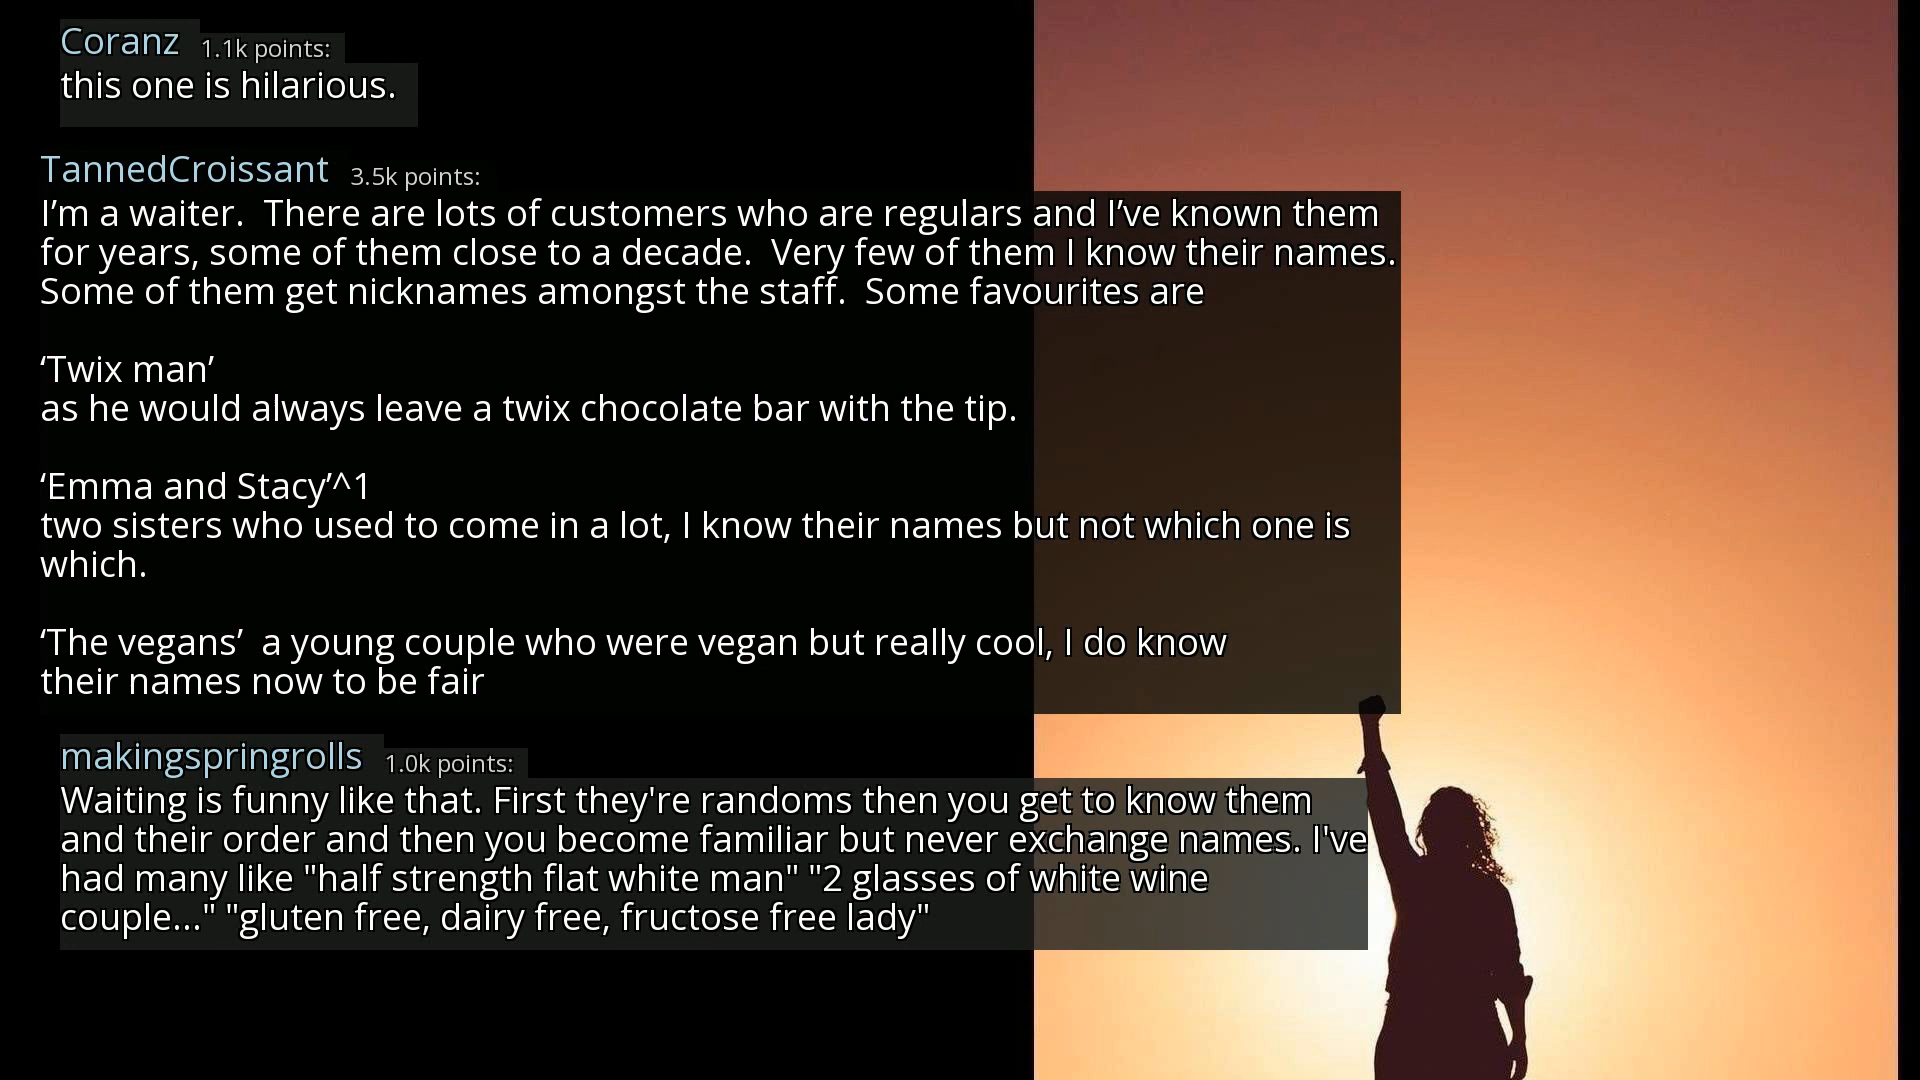 Coranz 1.1k points:
this one is hilarious.
TannedCroissant 3.5k points:
I’m a waiter.  There are lots of customers who are regulars and I’ve known them
for years, some of them close to a decade.  Very few of them I know their names.
Some of them get nicknames amongst the staff.  Some favourites are
‘Twix man’
as he would always leave a twix chocolate bar with the tip.
‘Emma and Stacy’^1
two sisters who used to come in a lot, I know their names but not which one is
which.
‘The vegans’  a young couple who were vegan but really cool, I do know
their names now to be fair
makingspringrolls 1.0k points:
Waiting is funny like that. First they're randoms then you get to know them
and their order and then you become familiar but never exchange names. I've
had many like "half strength flat white man" "2 glasses of white wine
couple..." "gluten free, dairy free, fructose free lady"